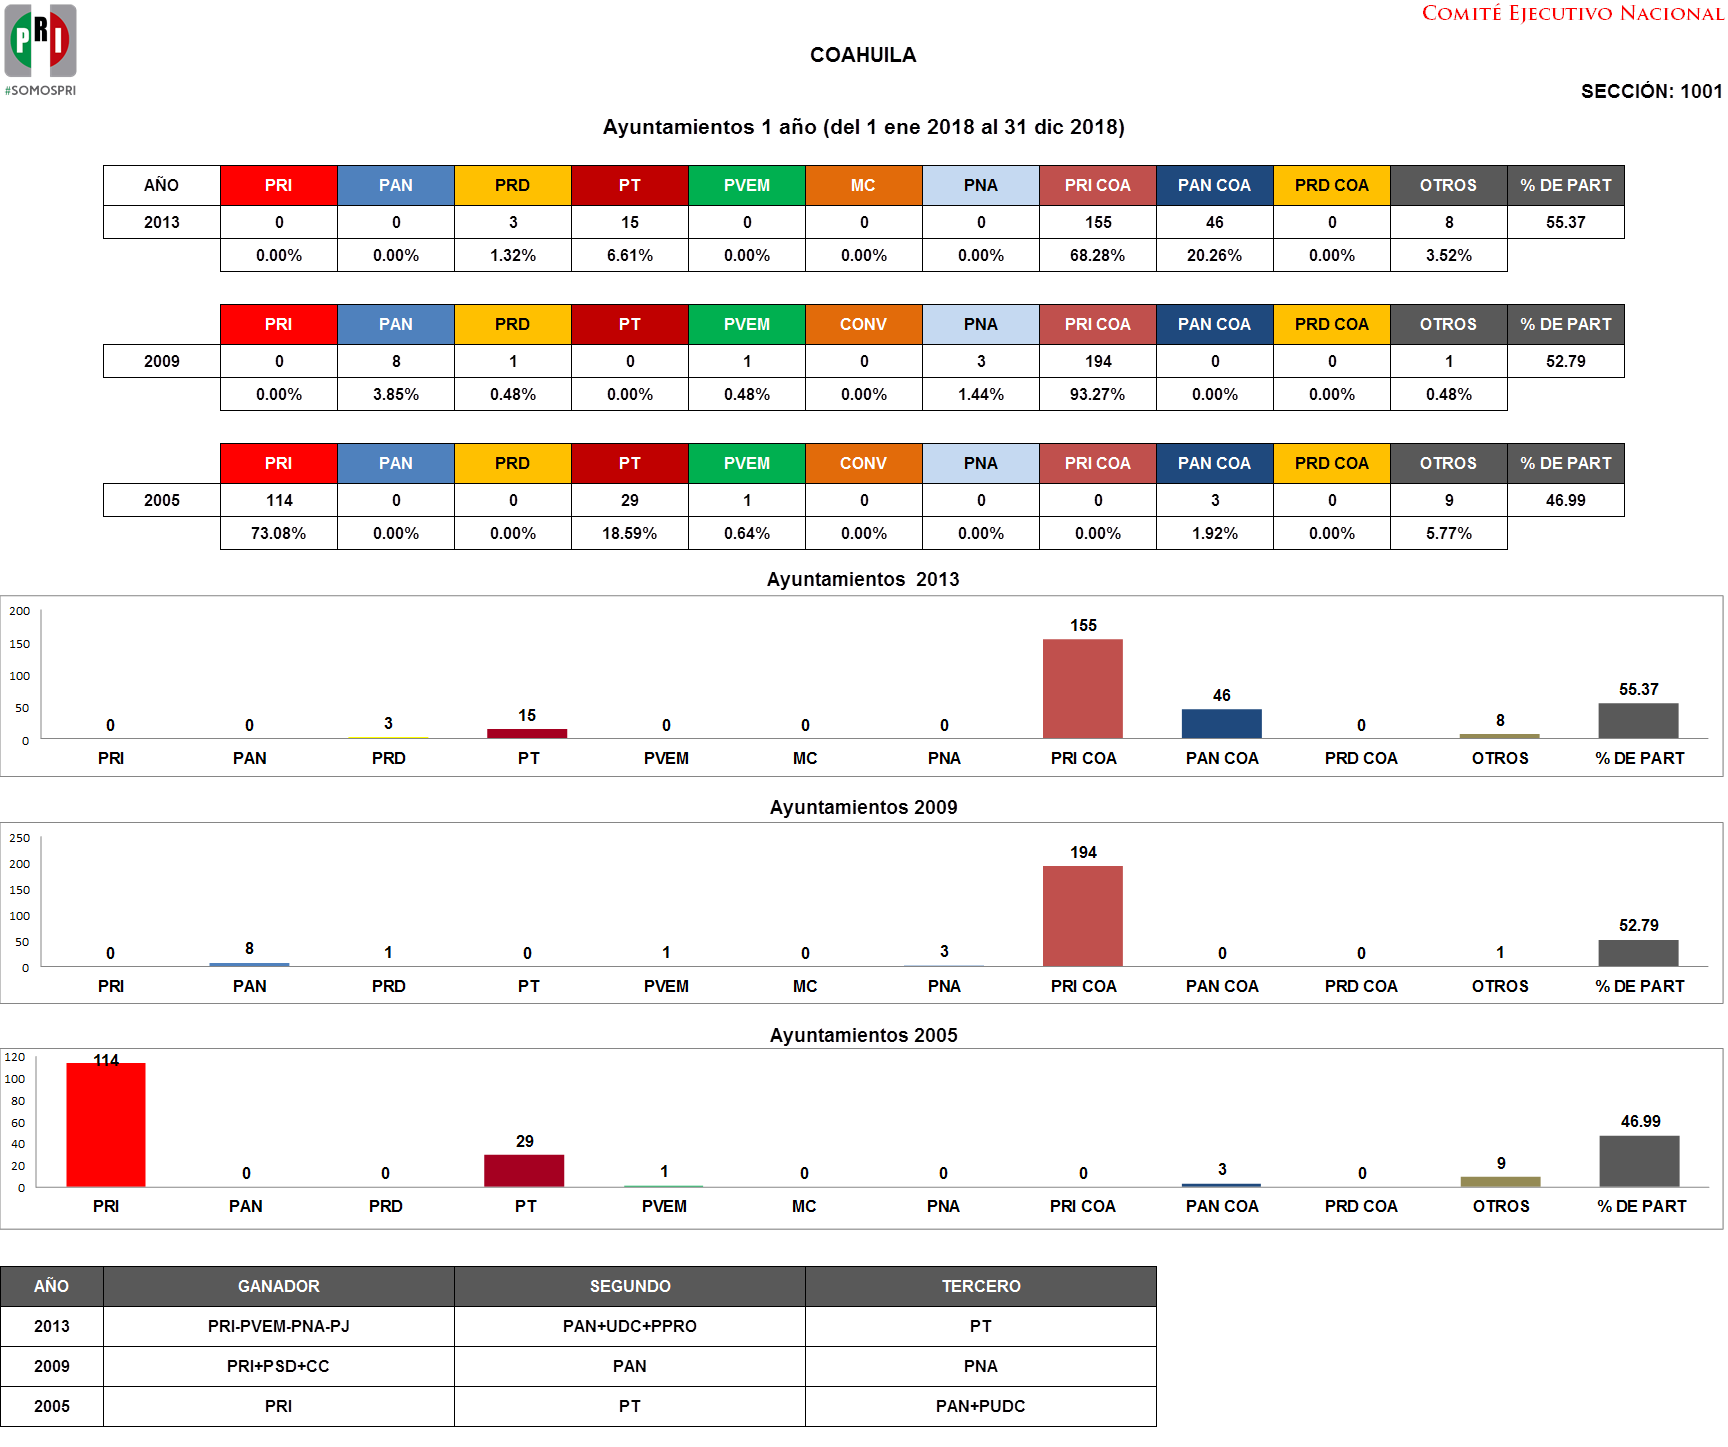 COMITÉ EJECUTIVO NACIONAL
PRI
#SOMOSPRI
COAHUILA
SECCIÓN: 1001
Ayuntamientos 1 año (del 1 ene 2018 al 31 dic 2018)
AÑO PRI PAN PRD PT PVEM MC PNA PRI COA PAN COA PRD COA OTROS % DE PART
2013 0 0 3 15 0 0 0 155 46 0 8 55.37
0.00% 0.00% 1.32% 6.61% 0.00% 0.00% 0.00% 68.28% 20.26% 0.00% 3.52%
PRI PAN PRD PT PVEM CONV PNA PRI COA PAN COA PRD COA OTROS % DE PART
2009 0 8 1 0 1 0 3 194 0 0 1 52.79
0.00% 3.85% 0.48% 0.00% 0.48% 0.00% 1.44% 93.27% 0.00% 0.00% 0.48%
PRI PAN PRD PT PVEM CONV PNA PRI COA PAN COA PRD COA OTROS % DE PART
2005 114 0 0 29 1 0 0 0 3 0 9 46.99
73.08% 0.00% 0.00% 18.59% 0.64% 0.00% 0.00% 0.00% 1.92% 0.00% 5.77%
Ayuntamientos 2013
200
150
100
50
0
0 0 3 15 0 0 0 155 46 0 8 55.37
PRI PAN PRD PT PVEM MC PNA PRI COA PAN COA PRD COA OTROS % DE PART
Ayuntamientos 2009
250
200
150
100
50
0
0 8 1 0 1 0 3 194 0 0 1 52.79
PRI PAN PRD PT PVEM MC PNA PRI COA PAN COA PRD COA OTROS % DE PART
Ayuntamientos 2005
120
100
80
60
40
20
0
114 0 0 29 1 0 0 0 3 0 9 46.99
PRI PAN PRD PT PVEM MC PNA PRI COA PAN COA PRD COA OTROS % DE PART
AÑO GANADOR SEGUNDO TERCERO
2013 PRI-PVEM-PNA-PJ PAN+UDC+PPRO PT
2009 PRI+PSD+CC PAN PNA
2005 PRI PT PAN+PUDC